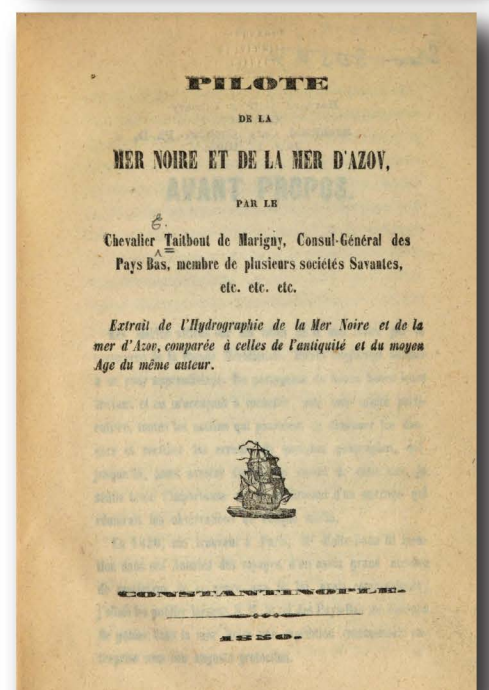 PILOTE
DE LA
MER NOIRE ET DE LA MER D'AZOV,
PAR LE
E.
Chevalier Taitbout de Marigny, Consul-Général des
Pays Bas, membre de plusieurs sociétés Savantes,
etc. etc. etc.
Extrait de l'Hydrographie de la Mer Noire et de la
mer d'Azov, comparée à celles de l'antiquité et du moyen
Age du même auteur.
CONSTANTINOPLE.
1850.